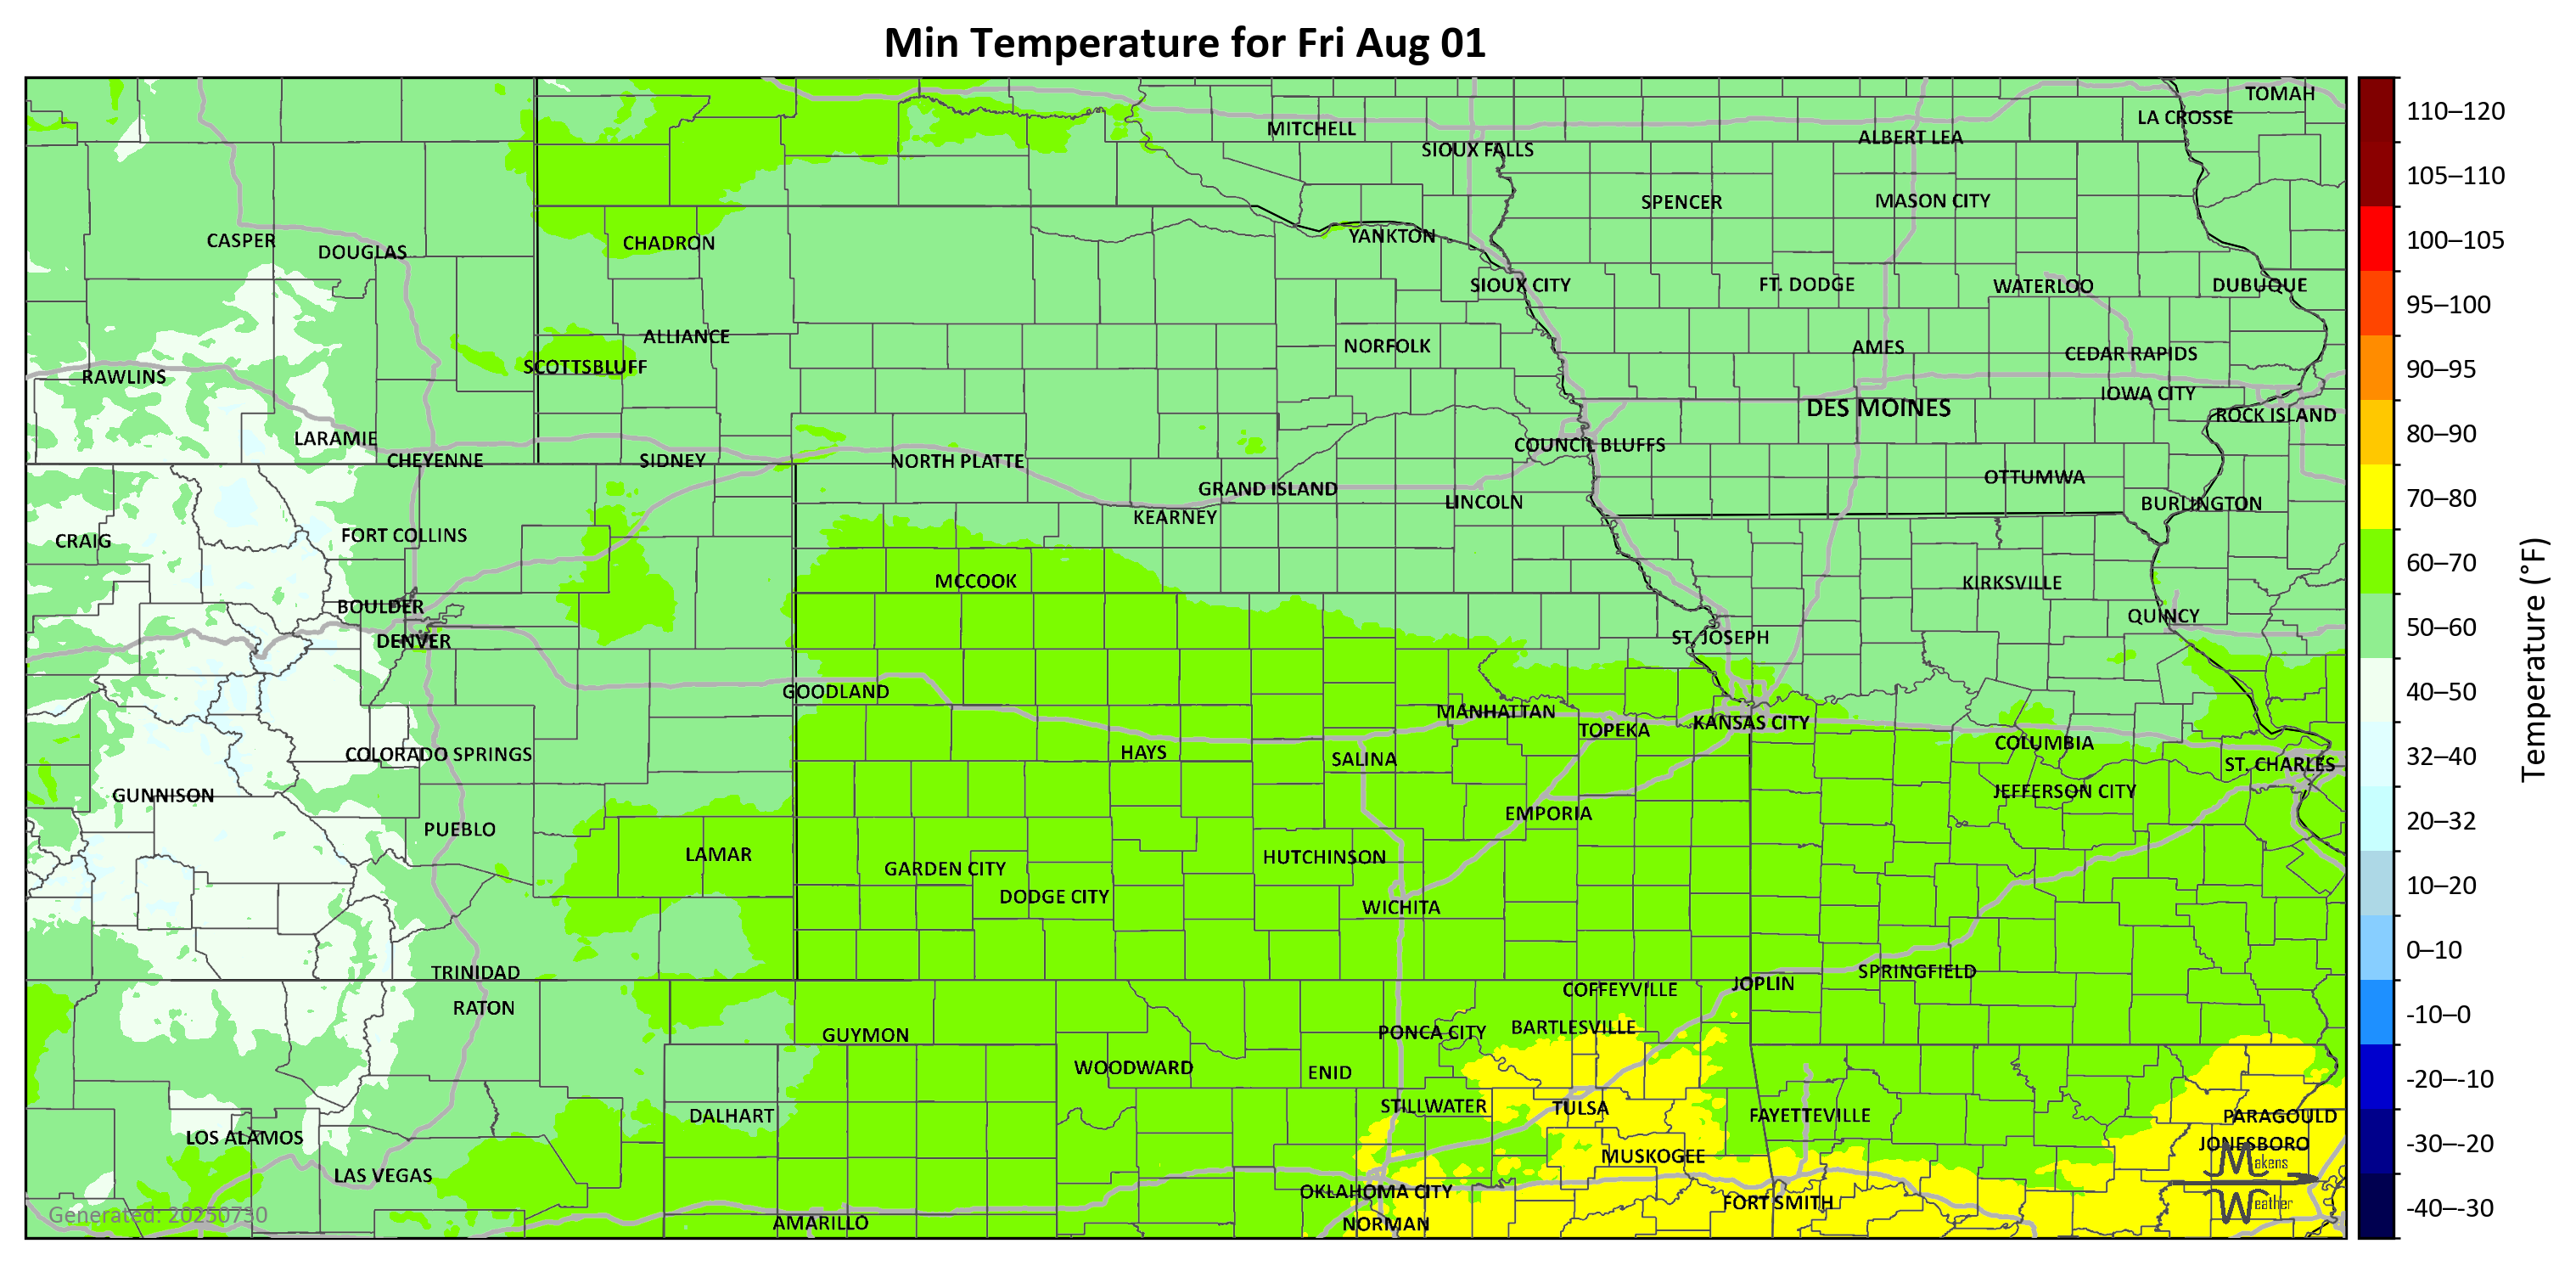 Min Temperature for Fri Aug 01
TOMAH
LA CROSSE
MITCHELL
ALBERT LEA
SIOUX FALLS
SPENCER
MASON CITY
CASPER
DOUGLAS
CHADRON
YANKTON
SIOUX CITY
FT. DODGE
WATERLOO
DUBUQUE
ALLIANCE
NORFOLK
AMES
CEDAR RAPIDS
SCOTTSBLUFF
RAWLINS
IOWA CITY
DES MOINES
ROCK ISLAND
LARAMIE
COUNCIL BLUFFS
CHEYENNE
SIDNEY
NORTH PLATTE
OTTUMWA
GRAND ISLAND
LINCOLN
BURLINGTON
KEARNEY
FORT COLLINS
CRAIG
MCCOOK
KIRKSVILLE
BOULDER
QUINCY
DENVER
ST. JOSEPH
GOODLAND
MANHATTAN
TOPEKA
KANSAS CITY
COLUMBIA
COLORADO SPRINGS
HAYS
SALINA
ST. CHARLES
GUNNISON
JEFFERSON CITY
EMPORIA
PUEBLO
LAMAR
HUTCHINSON
GARDEN CITY
DODGE CITY
WICHITA
TRINIDAD
SPRINGFIELD
JOPLIN
COFFEYVILLE
RATON
GUYMON
PONCA CITY
BARTLESVILLE
WOODWARD
ENID
STILLWATER
TULSA
DALHART
FAYETTEVILLE
PARAGOULD
LOS ALAMOS
JONESBORO
MUSKOGEE
LAS VEGAS
OKLAHOMA CITY
FORT SMITH
AMARILLO
NORMAN
Makens
Weather
Generated: 20250730
110–120
105–110
100–105
95–100
90–95
80–90
70–80
60–70
50–60
40–50
32–40
20–32
10–20
0–10
-10–0
-20–-10
-30–-20
-40–-30
Temperature (°F)